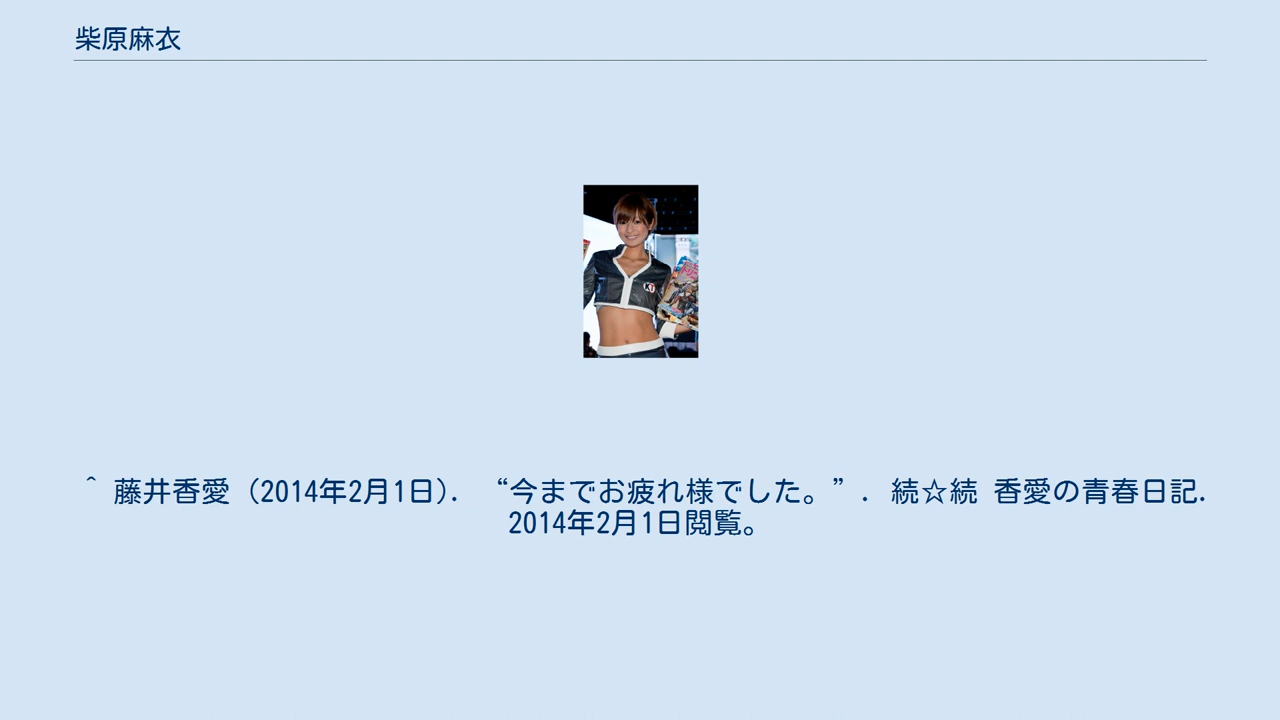 柴原麻衣
^ 藤井香愛 (2014年2月1日). “今までお疲れ様でした。” . 続☆続 香愛の青春日記.
2014年2月1日閲覧。